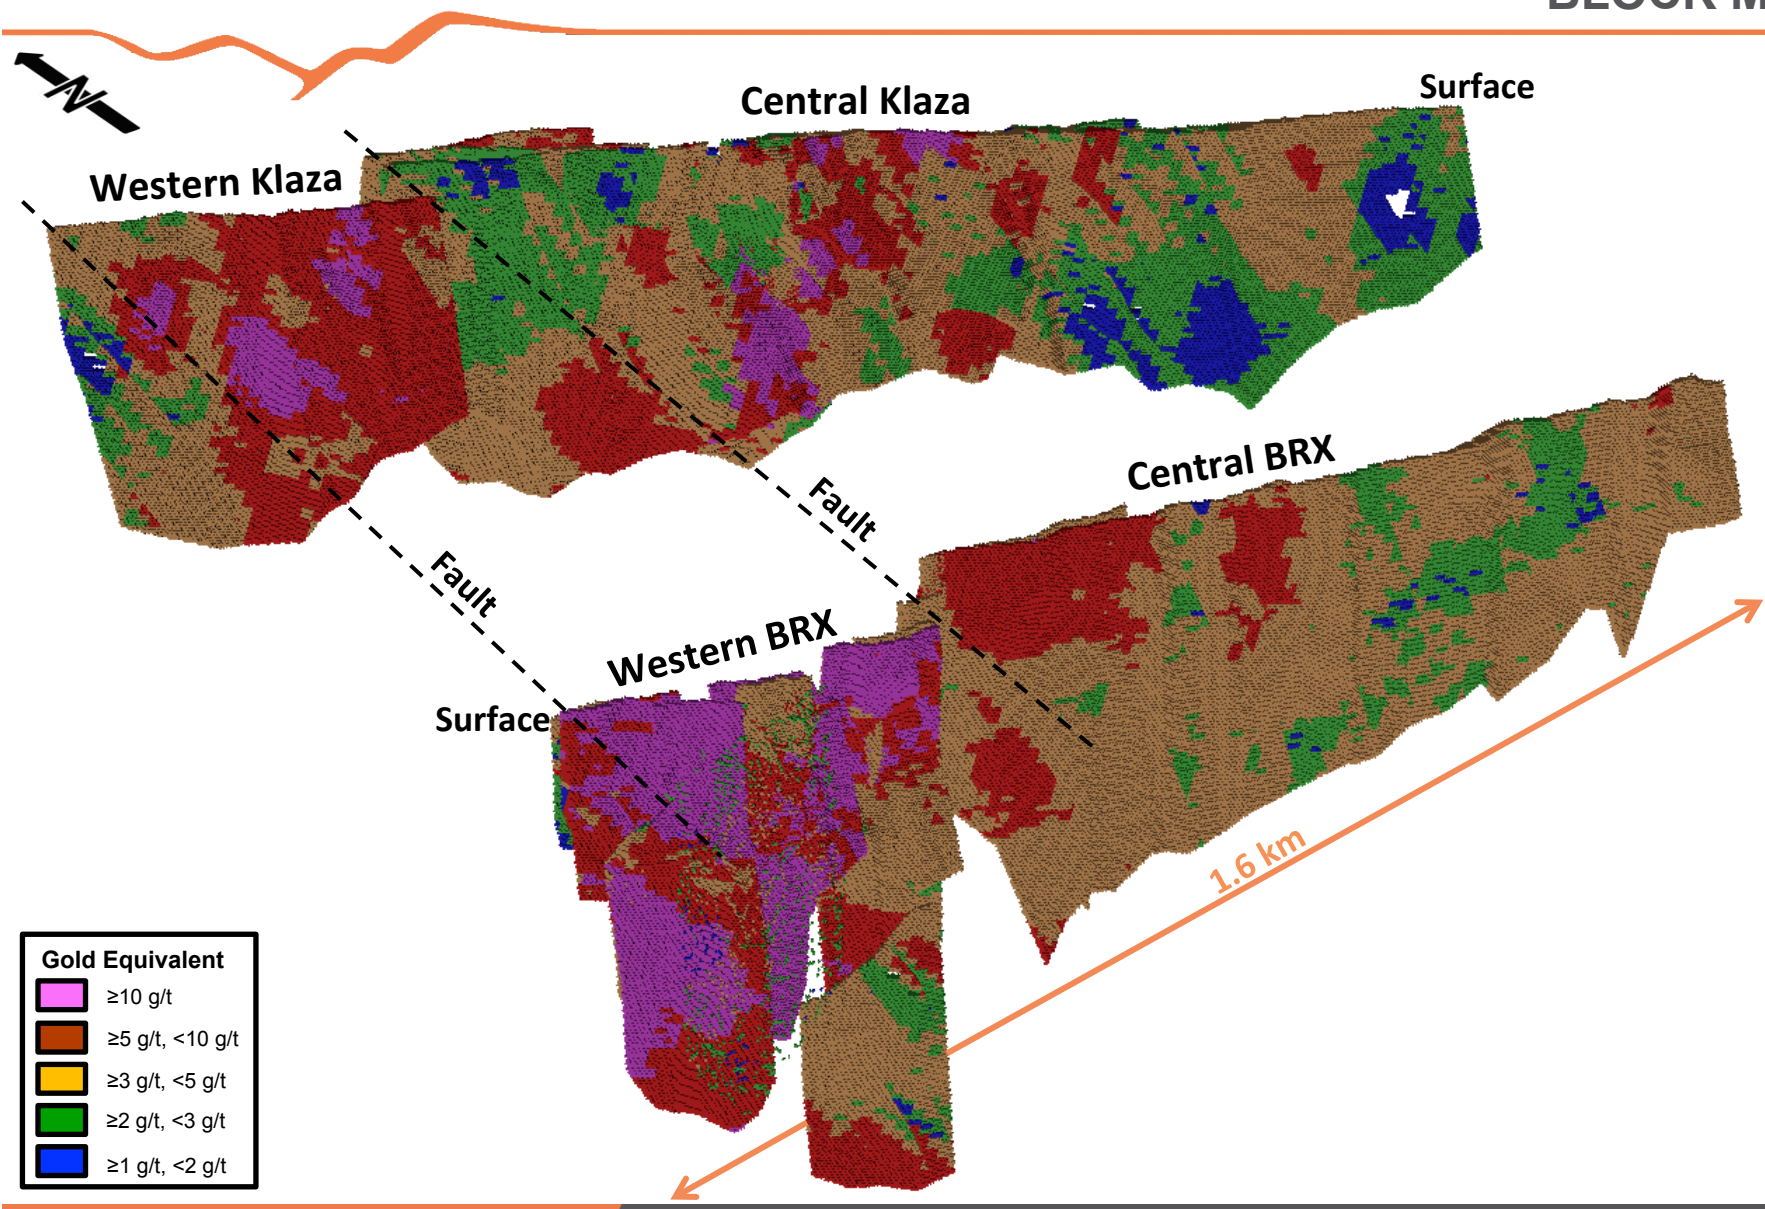 BLOCK M
N
Surface
Central Klaza
Western Klaza
Central BRX
Fault
Fault
Western BRX
Surface
1.6 km
Gold Equivalent
≥10 g/t
≥5 g/t, <10 g/t
≥3 g/t, <5 g/t
≥2 g/t, <3 g/t
≥1 g/t, <2 g/t